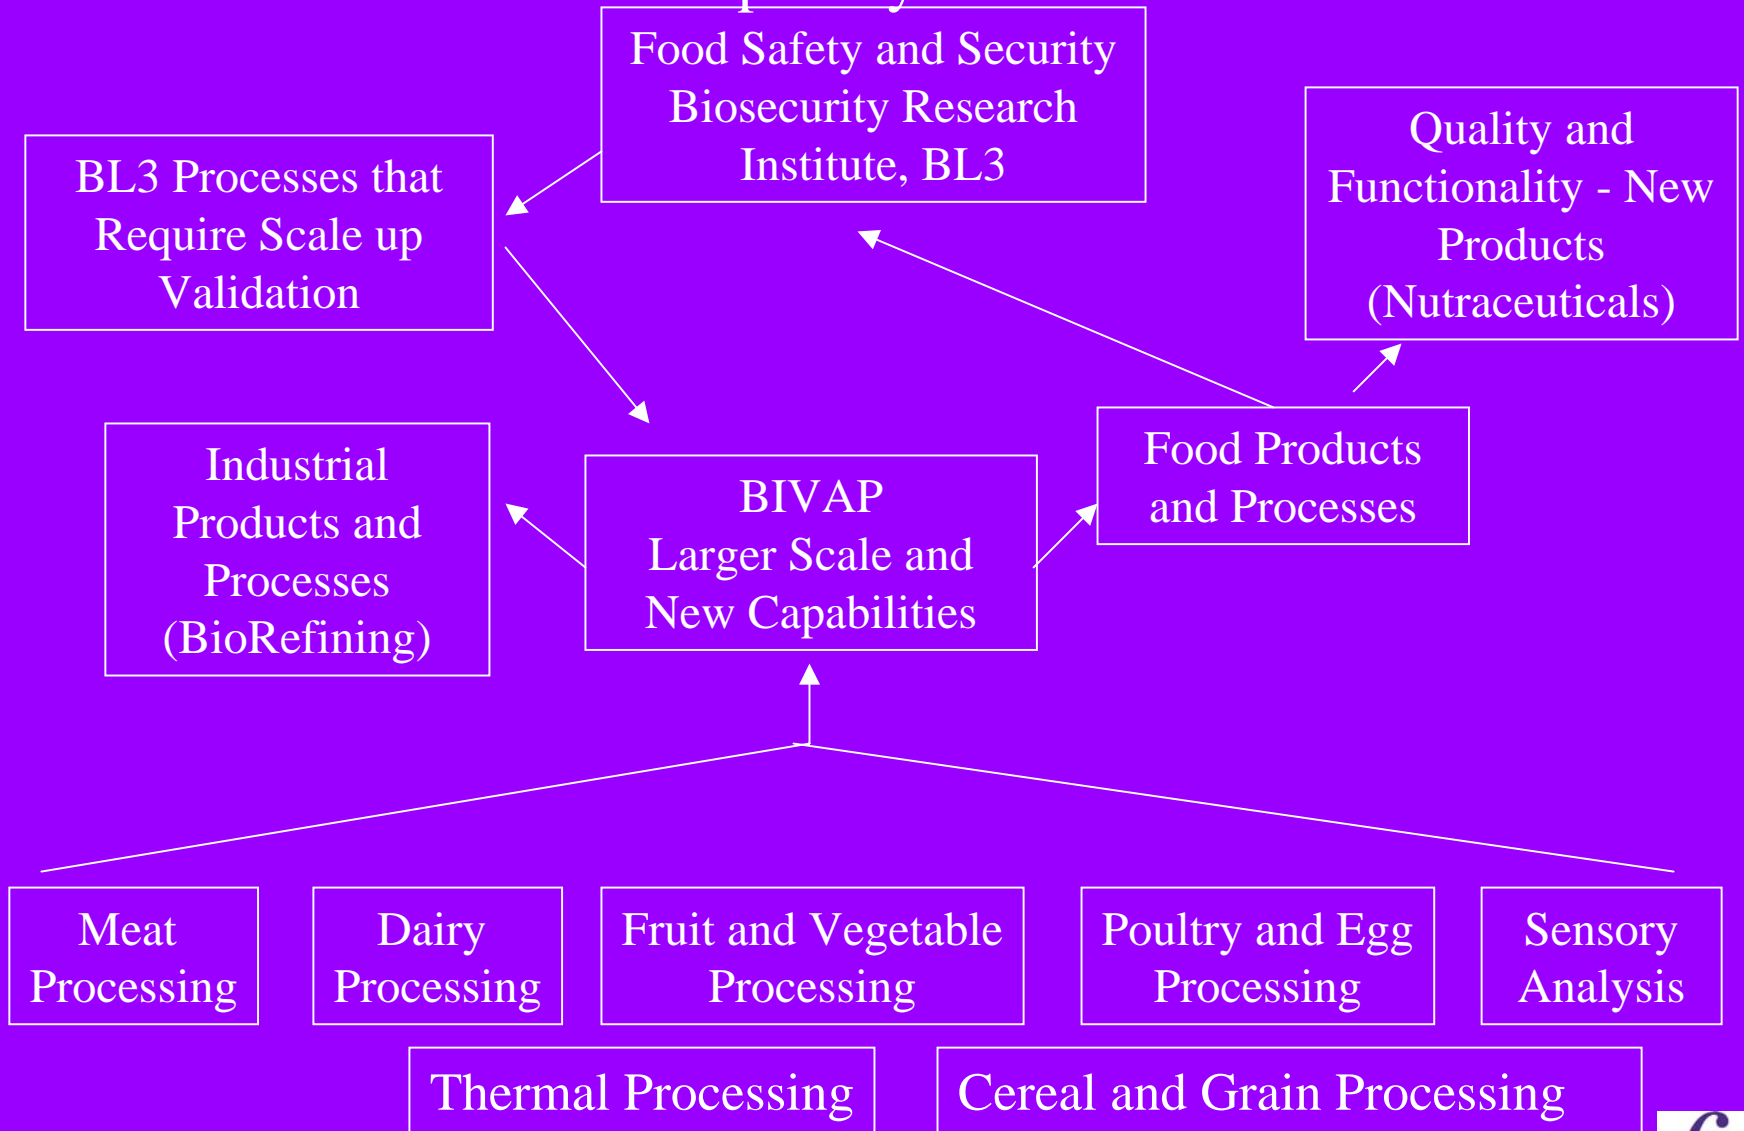 Food Safety and Security
Biosecurity Research
Institute, BL3
Quality and
Functionality - New
Products
(Nutraceuticals)
BL3 Processes that
Require Scale up
Validation
Industrial
Products and
Processes
(BioRefining)
BIVAP
Larger Scale and
New Capabilities
Food Products
and Processes
Meat
Processing
Dairy
Processing
Fruit and Vegetable
Processing
Poultry and Egg
Processing
Sensory
Analysis
Thermal Processing
Cereal and Grain Processing